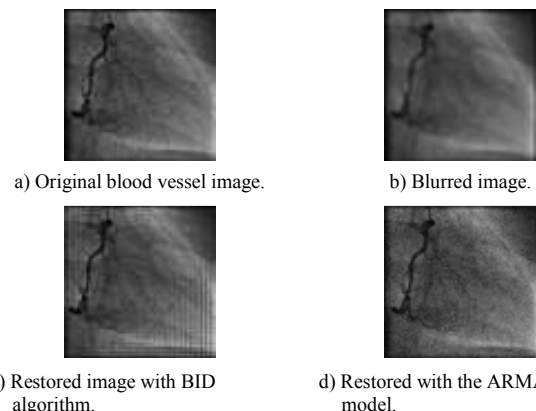 a) Original blood vessel image.
b) Blurred image.
) Restored image with BID
algorithm.
d) Restored with the ARMA
model.